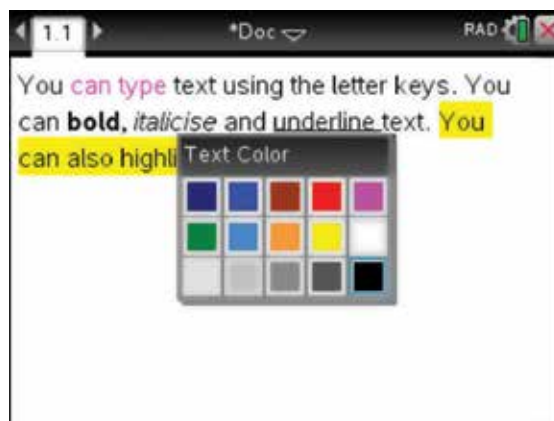 1.1 *Doc RAD
You can type text using the letter keys. You
can bold, italicise and underline text. You
can also highli
Text Color